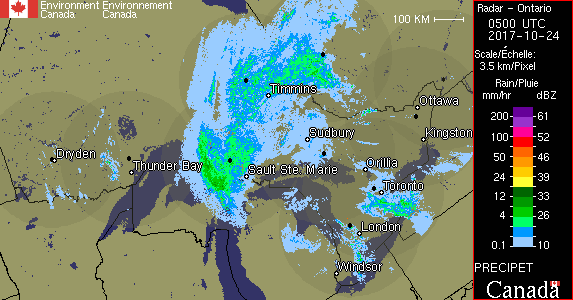 Environment Environnement
Canada Canada
100 KM
Timmins
Ottawa
Sudbury
Kingston
Dryden
Thunder Bay
Sault Ste. Marie
Orillia
Toronto
London
Windsor
Radar - Ontario
0500 UTC
2017-10-24
Scale/Échelle:
3.5 km/Pixel
Rain/Pluie
mm/hr dBZ
200 61
100 52
50 46
24 39
12 33
4 26
0.1 10
PRECIPET
Canada